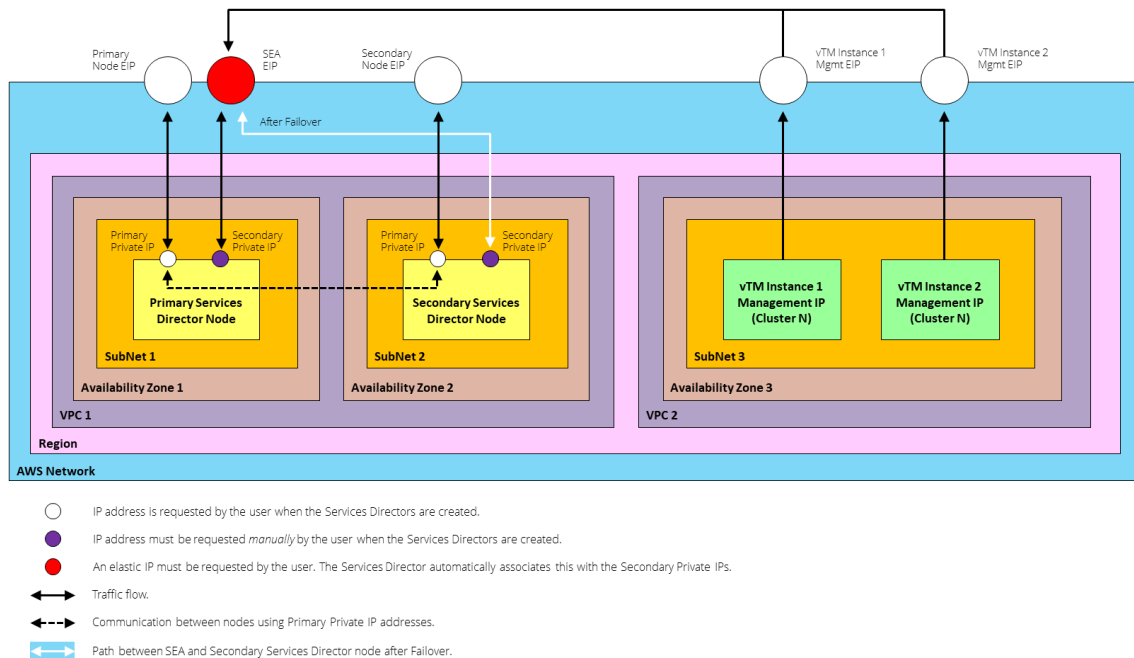 Primary
Node EIP
SEA
EIP
Secondary
Node EIP
vTM Instance 1
Mgmt EIP
vTM Instance 2
Mgmt EIP
After Failover
Primary
Private IP
Secondary
Private IP
Primary
Private IP
Secondary
Private IP
Primary Services
Director Node
Secondary Services
Director Node
vTM Instance 1
Management IP
(Cluster N)
vTM Instance 2
Management IP
(Cluster N)
SubNet 1
SubNet 2
SubNet 3
Availability Zone 1
Availability Zone 2
Availability Zone 3
VPC 1
VPC 2
Region
AWS Network
IP address is requested by the user when the Services Directors are created.
IP address must be requested manually by the user when the Services Directors are created.
An elastic IP must be requested by the user. The Services Director automatically associates this with the Secondary Private IPs.
Traffic flow.
Communication between nodes using Primary Private IP addresses.
Path between SEA and Secondary Services Director node after Failover.